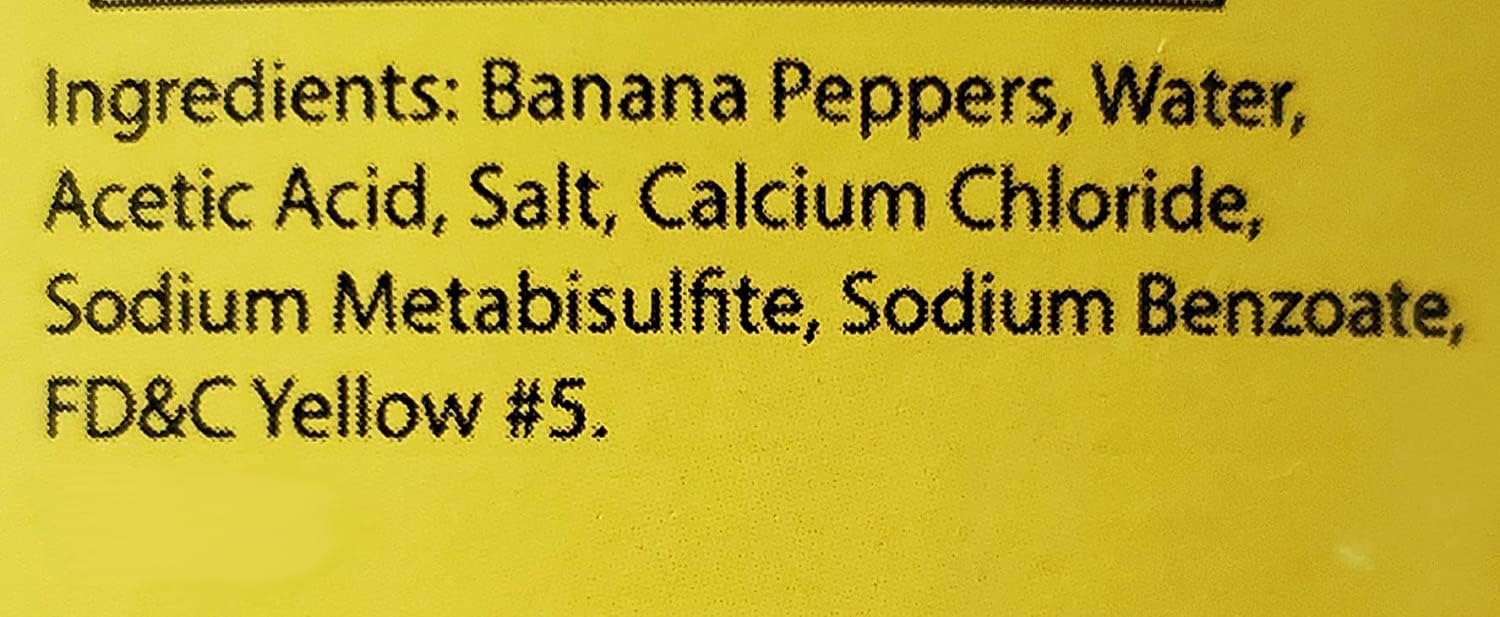 Ingredients: Banana Peppers, Water,
Acetic Acid, Salt, Calcium Chloride,
Sodium Metabisulfite, Sodium Benzoate,
FD&C Yellow #5.